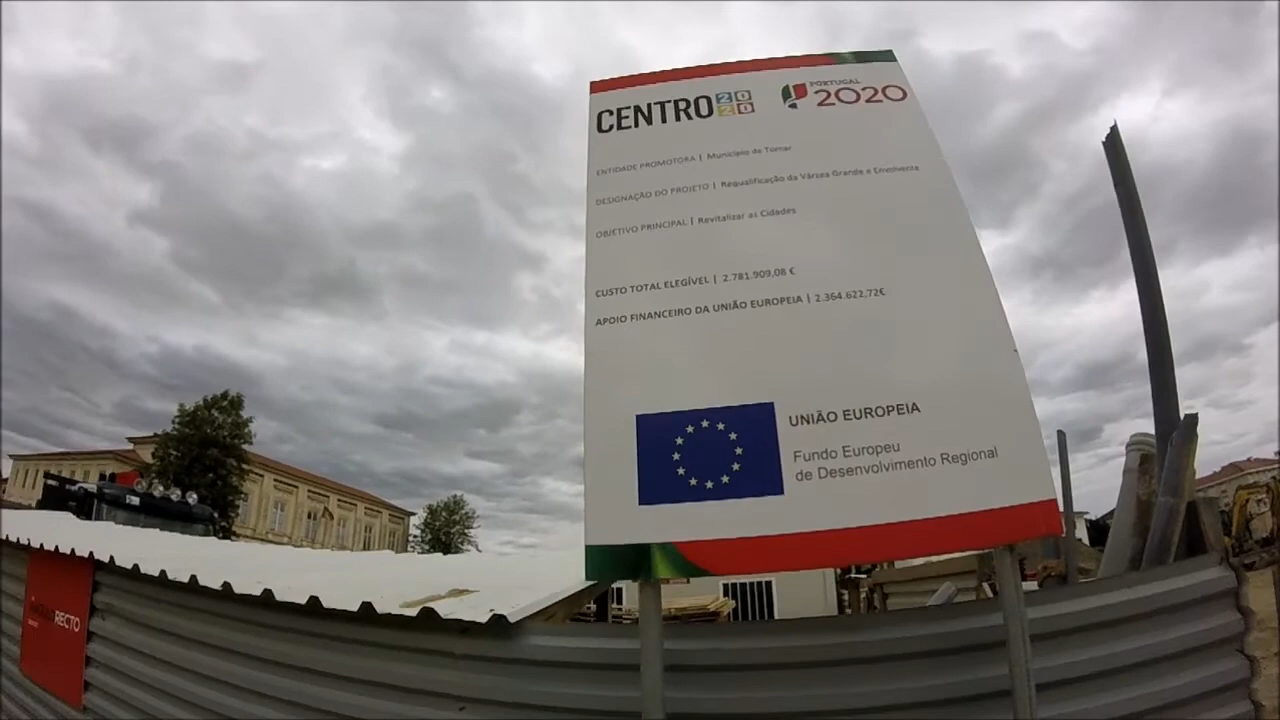 CENTRO 2020
PORTUGAL
2020
ENTIDADE PROMOTORA | Município de Tomar
DESIGNAÇÃO DO PROJETO | Requalificação da Várzea Grande e Envolvente
OBJETIVO PRINCIPAL | Revitalizar as Cidades
CUSTO TOTAL ELEGÍVEL | 2.781.909,08 €
APOIO FINANCEIRO DA UNIÃO EUROPEIA | 2.364.622,72€
UNIÃO EUROPEIA
Fundo Europeu
de Desenvolvimento Regional
RECTO